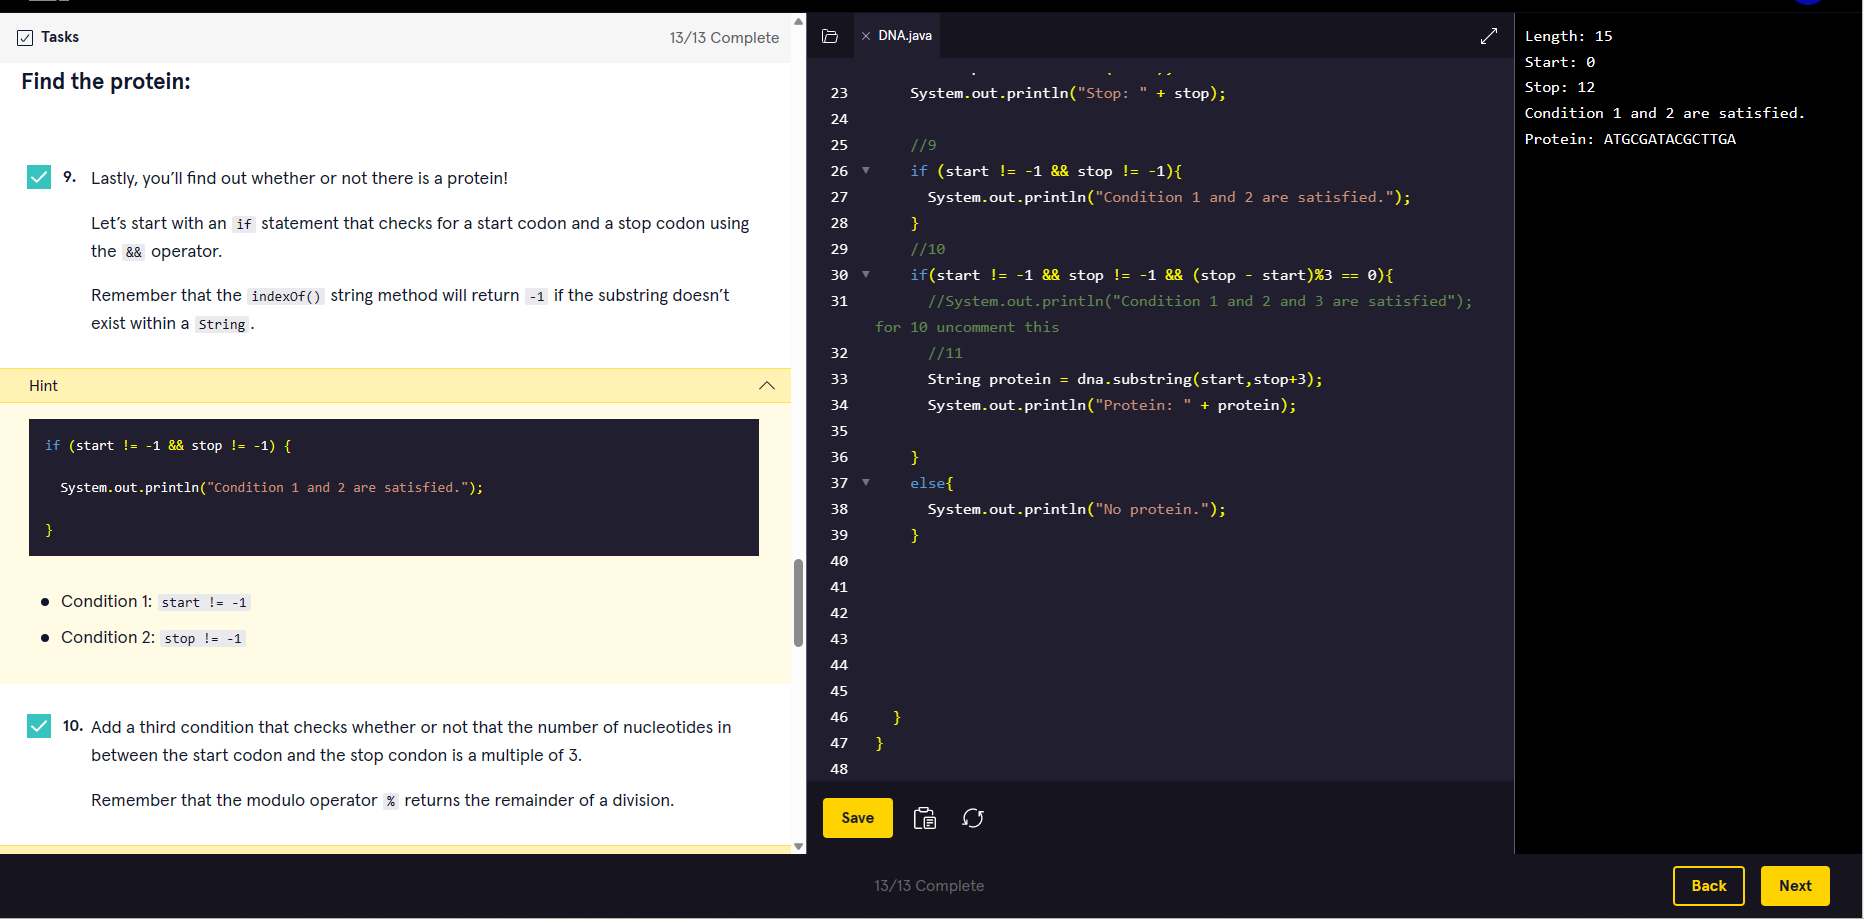 Tasks
13/13 Complete
Find the protein:
9. Lastly, you'll find out whether or not there is a protein!
Let's start with an if statement that checks for a start codon and a stop codon using
the && operator.
Remember that the indexOf() string method will return -1 if the substring doesn't
exist within a String.
Hint
if (start != -1 && stop != -1) {
System.out.println("Condition 1 and 2 are satisfied.");
}
Condition 1: start != -1
Condition 2: stop != -1
10. Add a third condition that checks whether or not that the number of nucleotides in
between the start codon and the stop condon is a multiple of 3.
Remember that the modulo operator % returns the remainder of a division.
DNA.java
23 System.out.println("Stop: " + stop);
24
25 //9
26 if (start != -1 && stop != -1){
27 System.out.println("Condition 1 and 2 are satisfied.");
28 }
29 //10
30 if(start != -1 && stop != -1 && (stop - start)%3 == 0){
31 //System.out.println("Condition 1 and 2 and 3 are satisfied");
for 10 uncomment this
32 //11
33 String protein = dna.substring(start,stop+3);
34 System.out.println("Protein: " + protein);
35
36 }
37 else{
38 System.out.println("No protein.");
39 }
40
41
42
43
44
45
46 }
47 }
48
Save
Length: 15
Start: 0
Stop: 12
Condition 1 and 2 are satisfied.
Protein: ATGCGATACGCTTGA
13/13 Complete
Back
Next